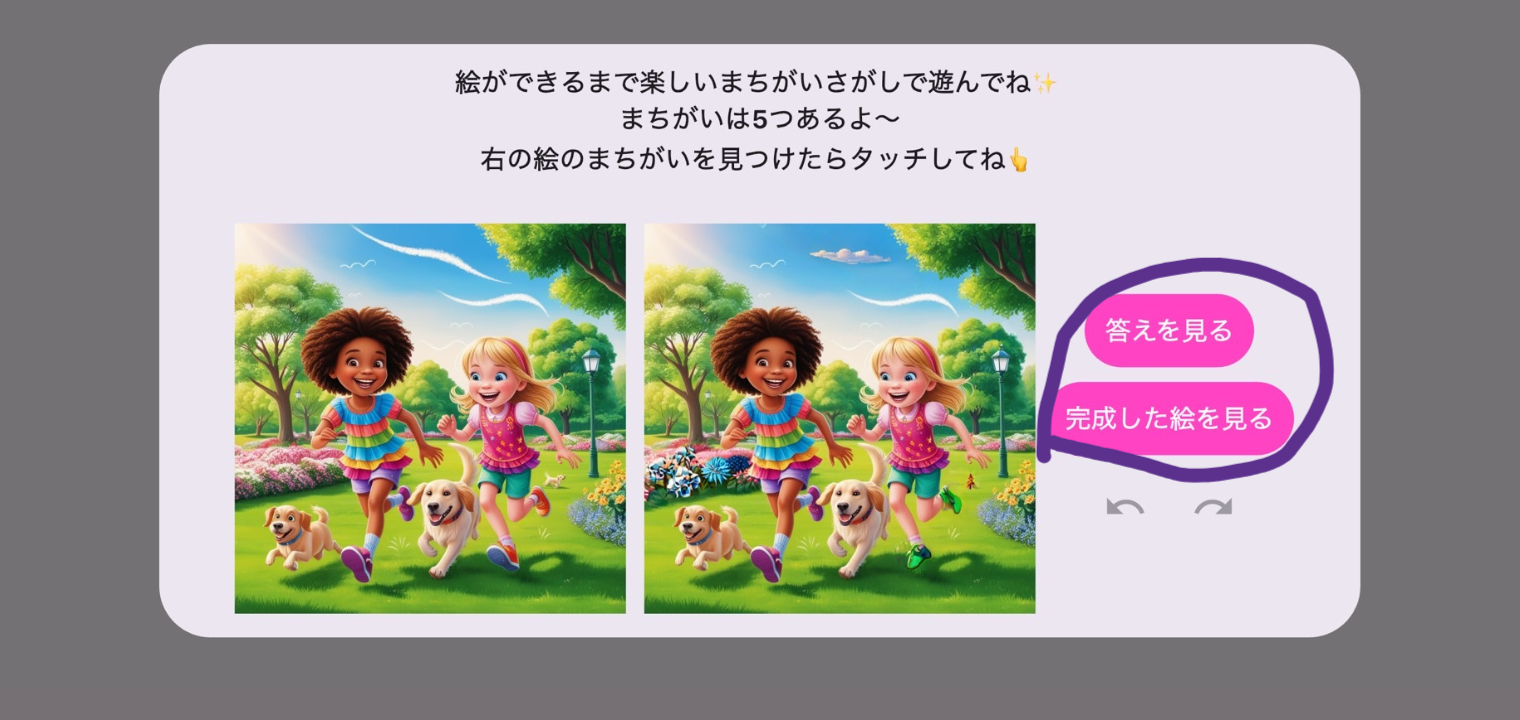 絵ができるまで楽しいまちがいさがしで遊んでね✨
まちがいは5つあるよ〜
右の絵のまちがいを見つけたらタッチしてね👆
答えを見る
完成した絵を見る